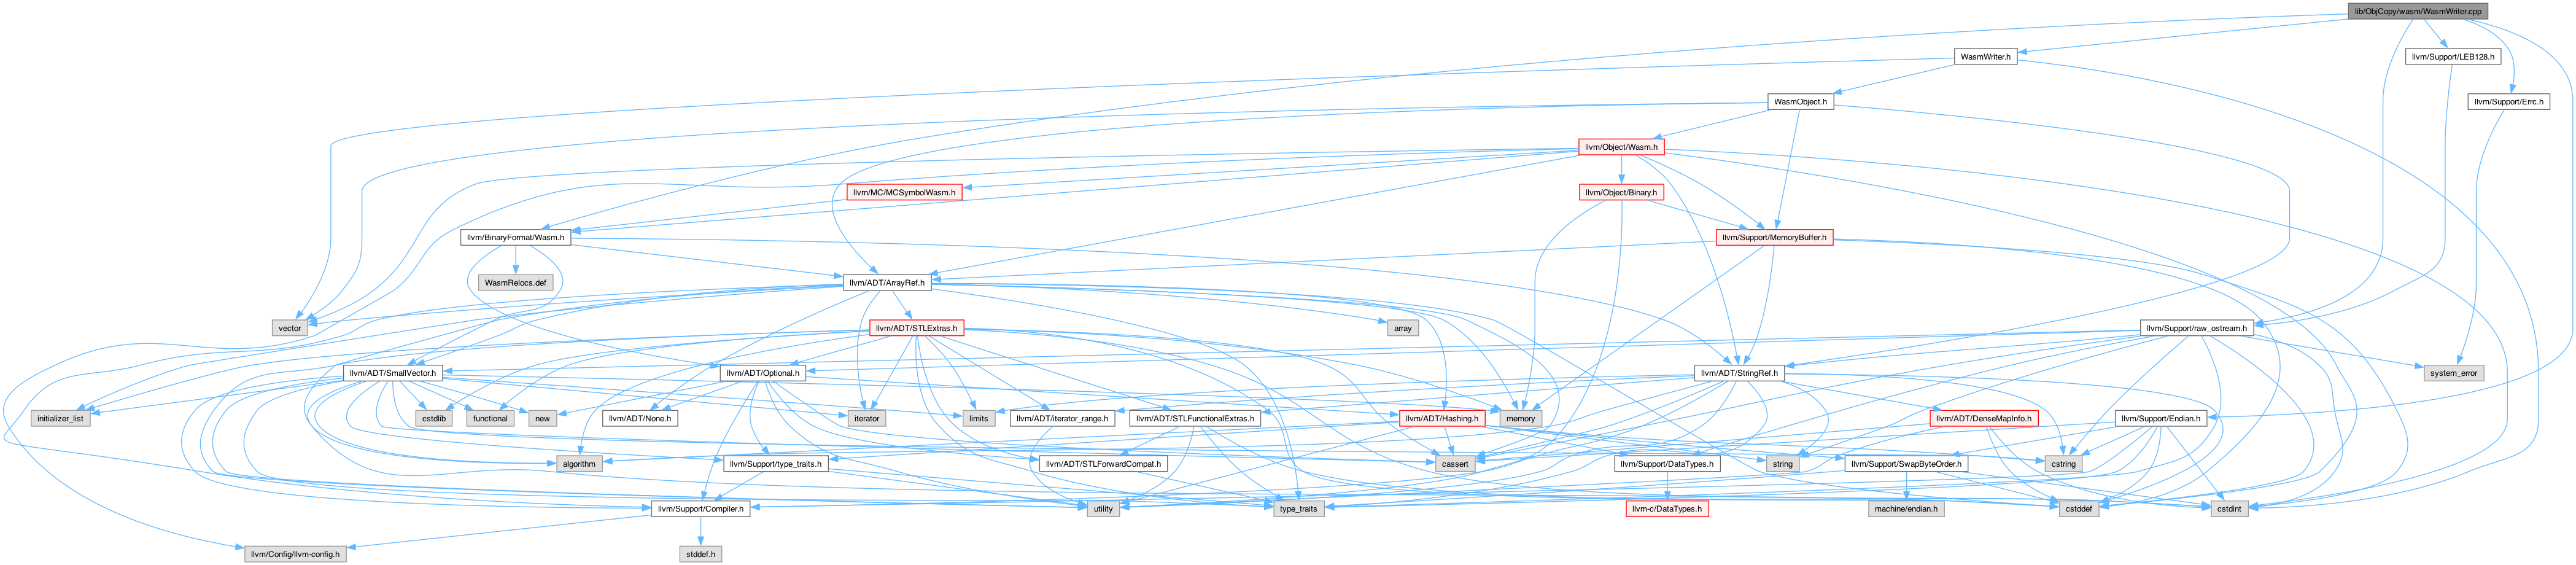 lib/ObjCopy/wasm/WasmWriter.cpp
WasmWriter.h
llvm/Support/LEB128.h
WasmObject.h
llvm/Support/Errc.h
llvm/Object/Wasm.h
llvm/MC/MCSymbolWasm.h
llvm/Object/Binary.h
llvm/BinaryFormat/Wasm.h
llvm/Support/MemoryBuffer.h
WasmRelocs.def
llvm/ADT/ArrayRef.h
vector
llvm/ADT/STLExtras.h
array
llvm/Support/raw_ostream.h
llvm/ADT/SmallVector.h
llvm/ADT/Optional.h
llvm/ADT/StringRef.h
system_error
initializer_list
cstdlib
functional
new
llvm/ADT/None.h
iterator
limits
llvm/ADT/iterator_range.h
llvm/ADT/STLFunctionalExtras.h
llvm/ADT/Hashing.h
memory
llvm/ADT/DenseMapInfo.h
llvm/Support/Endian.h
algorithm
llvm/Support/type_traits.h
llvm/ADT/STLForwardCompat.h
cassert
llvm/Support/DataTypes.h
string
llvm/Support/SwapByteOrder.h
cstring
llvm/Support/Compiler.h
utility
type_traits
llvm-c/DataTypes.h
machine/endian.h
cstddef
cstdint
llvm/Config/llvm-config.h
stddef.h